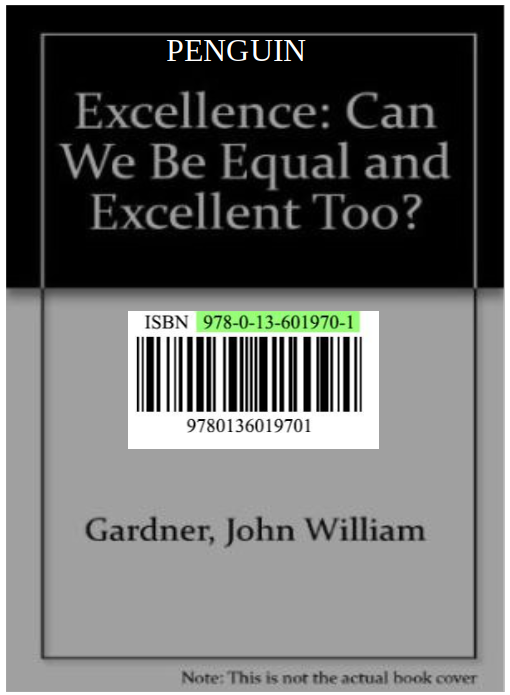 PENGUIN
Excellence: Can
We Be Equal and
Excellent Too?
ISBN 978-0-13-601970-1
9780136019701
Gardner, John William
Note: This is not the actual book cover